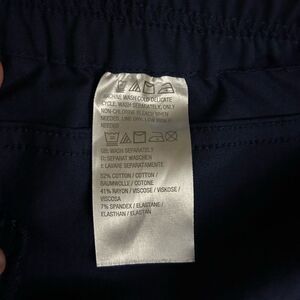 MACHINE WASH COLD DELICATE
CYCLE, WASH SEPARATELY, ONLY
NON-CHLORINE BLEACH WHEN
NEEDED, LINE DRY, LOW IRON IF
NEEDED.
GB: WASH SEPARATELY
D: SEPARAT WASCHEN
I: LAVARE SEPARATAMENTE.
52% COTTON / COTTON /
BAUMWOLLE / COTONE
41% RAYON / VISCOSE / VISKOSE /
VISCOSA
7% SPANDEX / ELASTANE /
ELASTHAN / ELASTAN